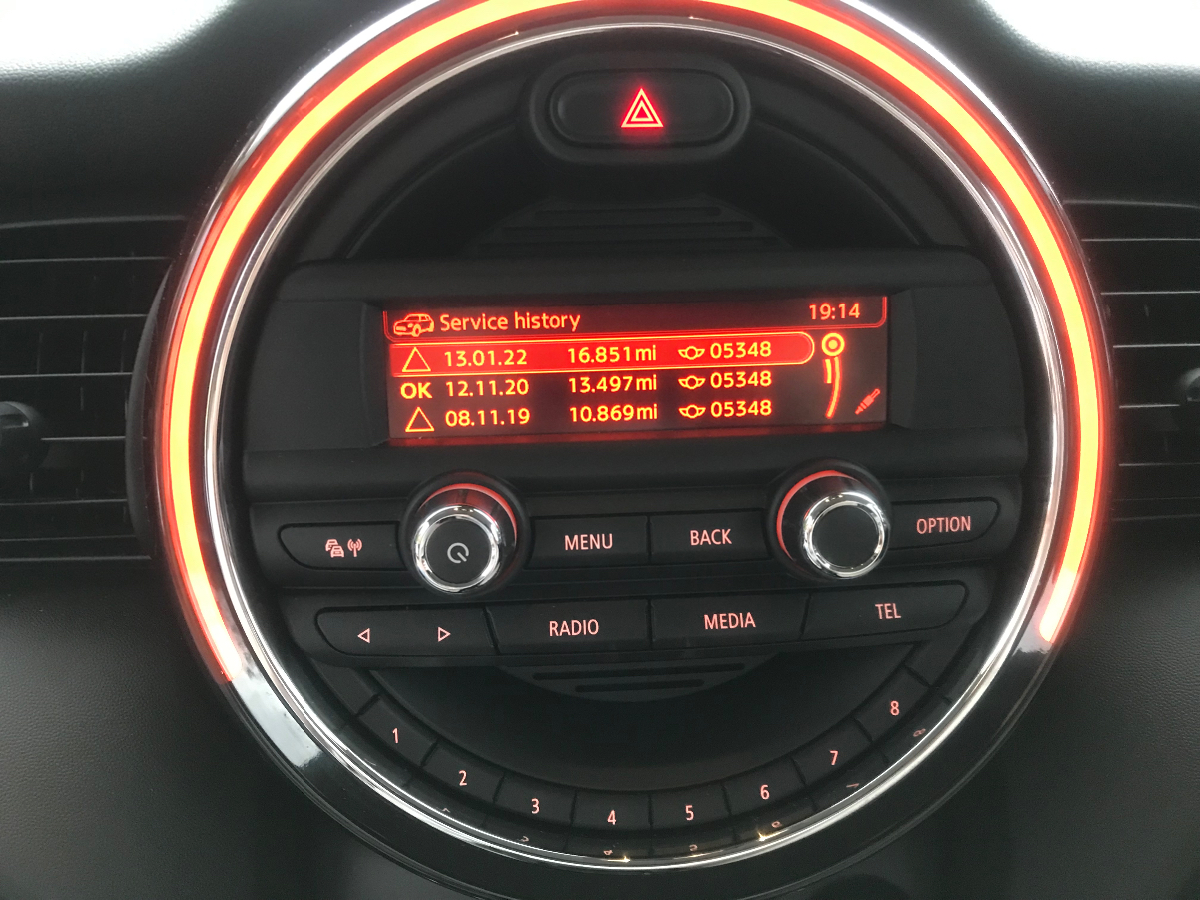 Service history 19:14
13.01.22 16.851mi 05348
OK 12.11.20 13.497mi 05348
08.11.19 10.869mi 05348
MENU BACK OPTION
RADIO MEDIA TEL
1 2 3 4 5 6 7 8